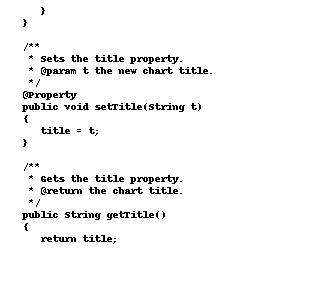 }
}
/**
* Sets the title property.
* @param t the new chart title.
*/
@Property
public void setTitle(String t)
{
title = t;
}
/**
* Gets the title property.
* @return the chart title.
*/
public String getTitle()
{
return title;